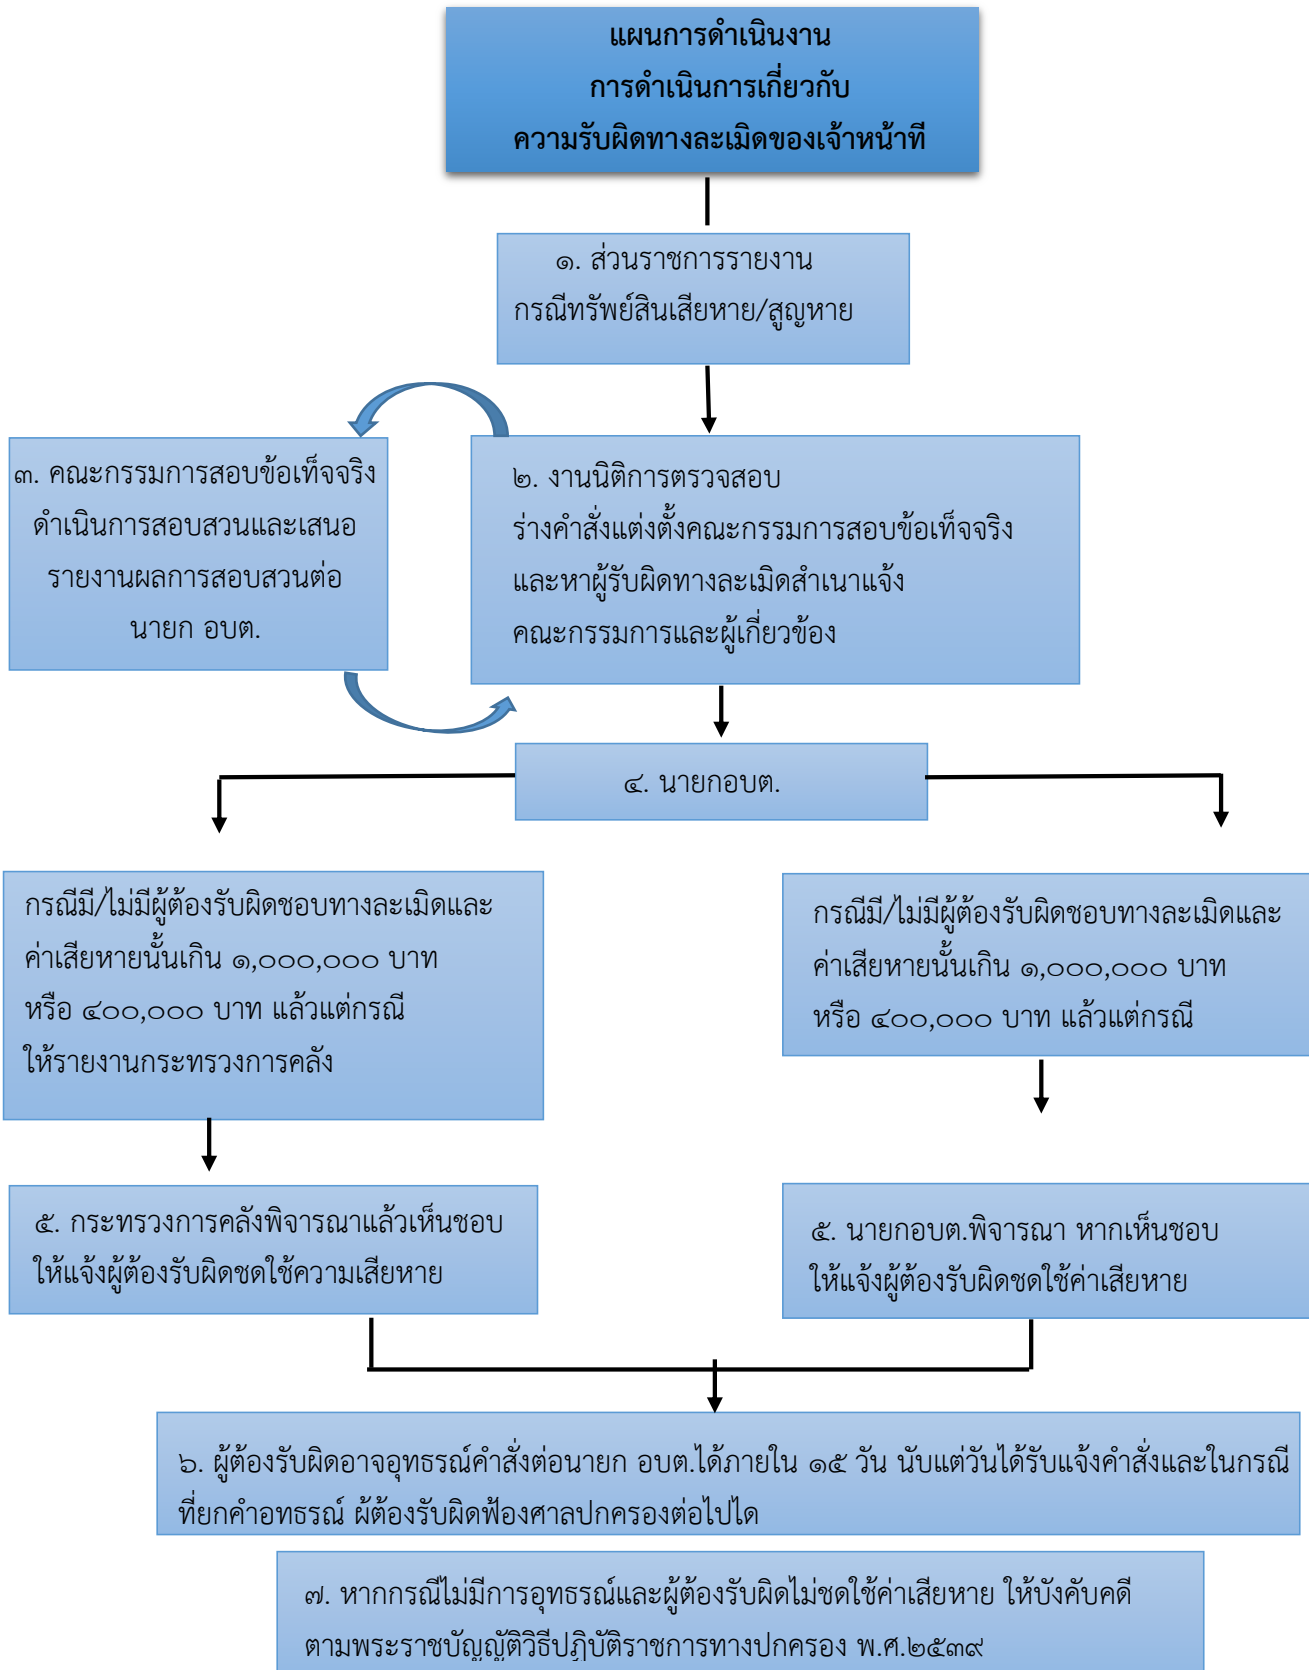 แผนการดำเนินงาน
การดำเนินการเกี่ยวกับ
ความรับผิดทางละเมิดของเจ้าหน้าที่
๑. ส่วนราชการรายงาน
กรณีทรัพย์สินเสียหาย/สูญหาย
๓. คณะกรรมการสอบข้อเท็จจริง
ดำเนินการสอบสวนและเสนอ
รายงานผลการสอบสวนต่อ
นายก อบต.
๒. งานนิติการตรวจสอบ
ร่างคำสั่งแต่งตั้งคณะกรรมการสอบข้อเท็จจริง
และหาผู้รับผิดทางละเมิดสำเนาแจ้ง
คณะกรรมการและผู้เกี่ยวข้อง
๔. นายกอบต.
กรณีมี/ไม่มีผู้ต้องรับผิดชอบทางละเมิดและ
ค่าเสียหายนั้นเกิน ๑,๐๐๐,๐๐๐ บาท
หรือ ๔๐๐,๐๐๐ บาท แล้วแต่กรณี
ให้รายงานกระทรวงการคลัง
กรณีมี/ไม่มีผู้ต้องรับผิดชอบทางละเมิดและ
ค่าเสียหายนั้นเกิน ๑,๐๐๐,๐๐๐ บาท
หรือ ๔๐๐,๐๐๐ บาท แล้วแต่กรณี
๕. กระทรวงการคลังพิจารณาแล้วเห็นชอบ
ให้แจ้งผู้ต้องรับผิดชดใช้ความเสียหาย
๕. นายกอบต.พิจารณา หากเห็นชอบ
ให้แจ้งผู้ต้องรับผิดชดใช้ค่าเสียหาย
๖. ผู้ต้องรับผิดอาจอุทธรณ์คำสั่งต่อนายก อบต.ได้ภายใน ๑๕ วัน นับแต่วันได้รับแจ้งคำสั่งและในกรณี
ที่ยกคำอุทธรณ์ ผู้ต้องรับผิดฟ้องศาลปกครองต่อไปได
๗. หากกรณีไม่มีการอุทธรณ์และผู้ต้องรับผิดไม่ชดใช้ค่าเสียหาย ให้บังคับคดี
ตามพระราชบัญญัติวิธีปฏิบัติราชการทางปกครอง พ.ศ.๒๕๓๙